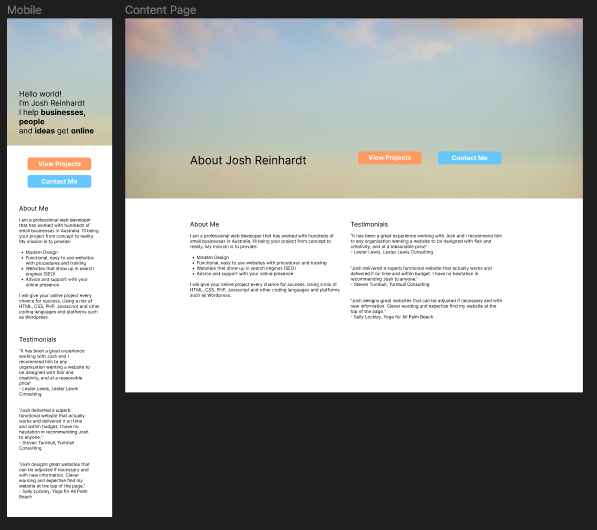 Mobile
Hello world!
I'm Josh Reinhardt
I help businesses,
people
and ideas get online
View Projects
Contact Me
About Me
I am a professional web developer
that has worked with hundreds of
small businesses in Australia. I'll being
your project from concept to reality.
My mission is to provide:
• Modern Design
• Functional, easy to use websites
with procedures and training
• Websites that show up in search
engines (SEO)
• Advice and support with your
online presence
I will give your online project every
chance for success. Using a mix of
HTML, CSS, PHP, Javascript and other
coding languages and platforms such
as Wordpress.
Testimonials
"It has been a great experience
working with Josh and I
recommend him to any
organisation wanting a website to
be designed with flair and
creativity, and at a reasonable
price"
- Lester Lewis, Lester Lewis
Consulting
"Josh delivered a superb
functional website that actually
works and delivered it on time
and within budget. I have no
hesitation in recommending Josh
to anyone."
- Steven Turnbull, Turnbull
Consulting
"Josh designs great websites that
can be adjusted if necessary and
with new information. Clever
wording and expertise find my
website at the top of the page."
- Sally Lockley, Yoga for All Palm
Beach
Content Page
About Josh Reinhardt
View Projects
Contact Me
About Me
I am a professional web developer that has worked with hundreds of
small businesses in Australia. I'll being your project from concept to
reality. My mission is to provide:
• Modern Design
• Functional, easy to use websites with procedures and training
• Websites that show up in search engines (SEO)
• Advice and support with your online presence
I will give your online project every chance for success. Using a mix of
HTML, CSS, PHP, Javascript and other coding languages and platforms
such as Wordpress.
Testimonials
"It has been a great experience working with Josh and I recommend him
to any organisation wanting a website to be designed with flair and
creativity, and at a reasonable price"
- Lester Lewis, Lester Lewis Consulting
"Josh delivered a superb functional website that actually works and
delivered it on time and within budget. I have no hesitation in
recommending Josh to anyone."
- Steven Turnbull, Turnbull Consulting
"Josh designs great websites that can be adjusted if necessary and with
new information. Clever wording and expertise find my website at the
top of the page."
- Sally Lockley, Yoga for All Palm Beach